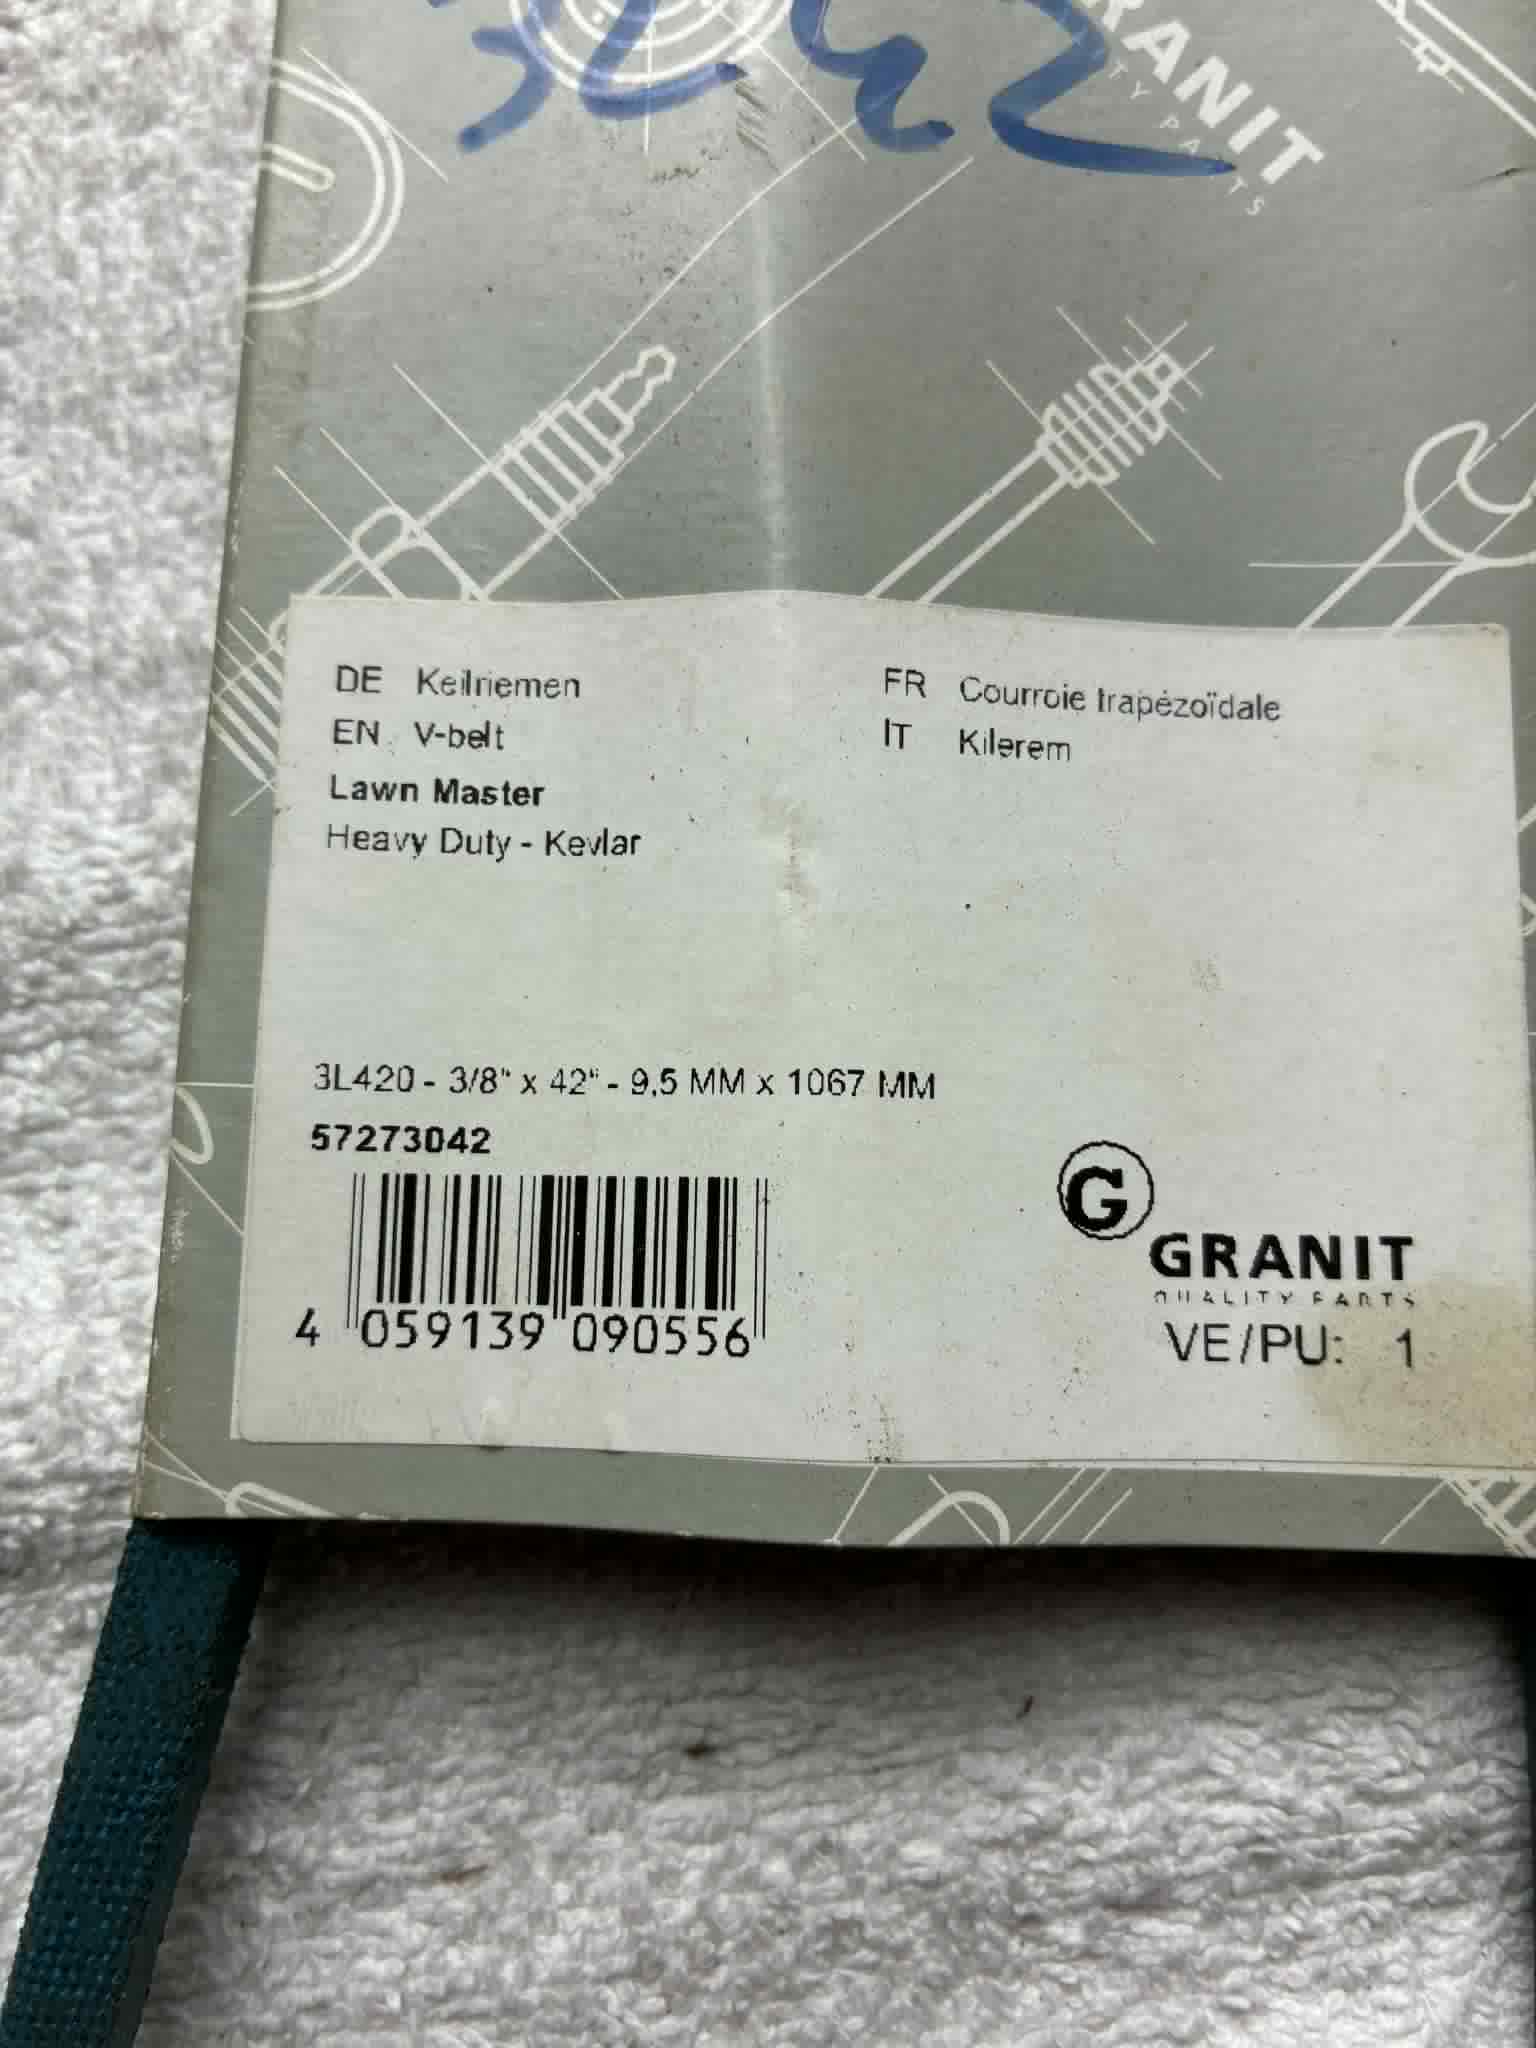 GRANIT
DE Keilriemen
EN V-belt
FR Courroie trapézoïdale
IT Kilerem
Lawn Master
Heavy Duty - Kevlar
3L420 - 3/8" x 42" - 9,5 MM x 1067 MM
57273042
4 059139 090556
G
GRANIT
QUALITY PARTS
VE/PU: 1